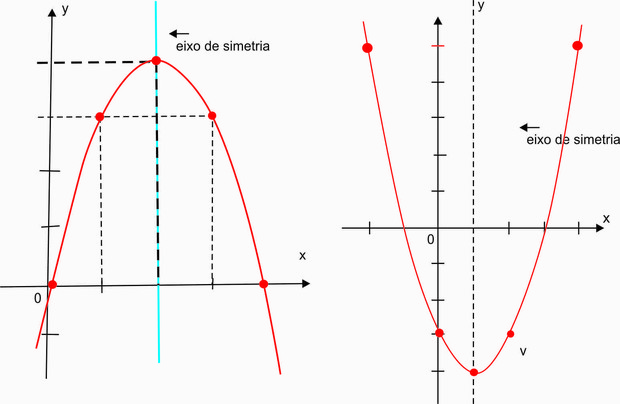 y
eixo de simetria
x
0
y
eixo de simetria
x
0
v